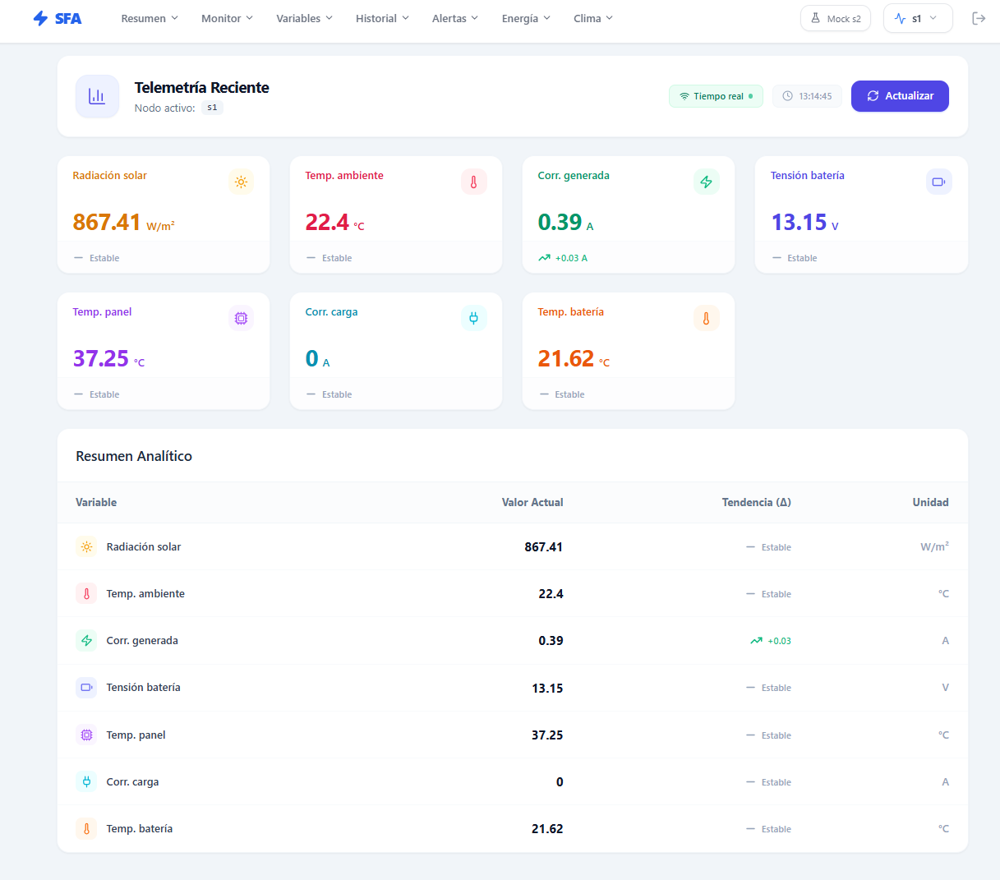 SFA Resumen Monitor Variables Historial Alertas Energía Clima Mock s2 s1
Telemetría Reciente
Nodo activo: s1
Tiempo real 13:14:45 Actualizar
Radiación solar
867.41 W/m²
Estable
Temp. ambiente
22.4 °C
Estable
Corr. generada
0.39 A
+0.03 A
Tensión batería
13.15 V
Estable
Temp. panel
37.25 °C
Estable
Corr. carga
0 A
Estable
Temp. batería
21.62 °C
Estable
Resumen Analítico
Variable Valor Actual Tendencia (Δ) Unidad
Radiación solar 867.41 Estable W/m²
Temp. ambiente 22.4 Estable °C
Corr. generada 0.39 +0.03 A
Tensión batería 13.15 Estable V
Temp. panel 37.25 Estable °C
Corr. carga 0 Estable A
Temp. batería 21.62 Estable °C